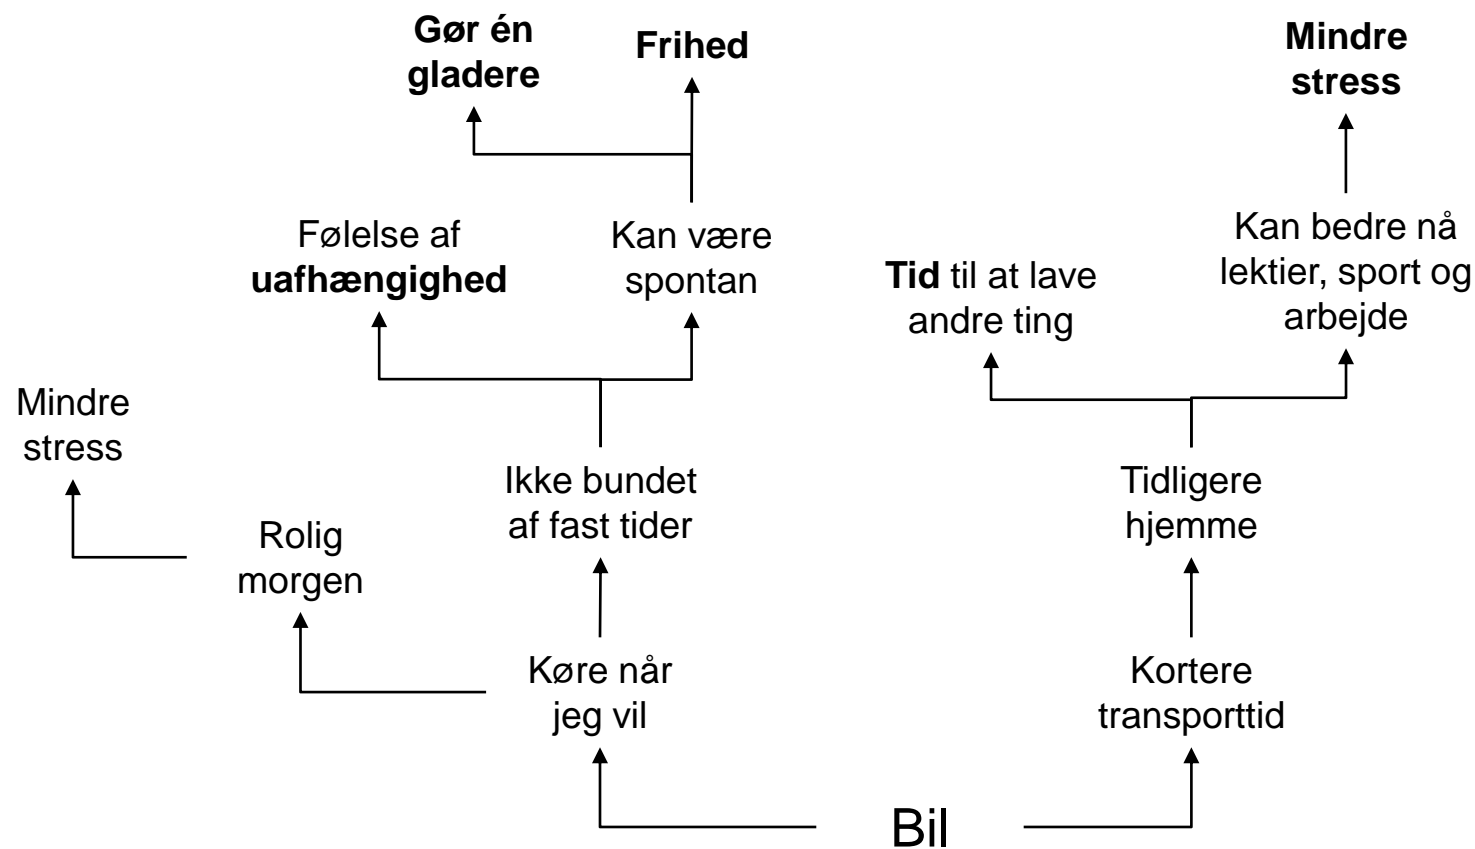 Gør én
gladere
Frihed
Mindre
stress
Følelse af
uafhængighed
Kan være
spontan
Tid til at lave
andre ting
Kan bedre nå
lektier, sport og
arbejde
Mindre
stress
Ikke bundet
af fast tider
Tidligere
hjemme
Rolig
morgen
Køre når
jeg vil
Kortere
transporttid
Bil